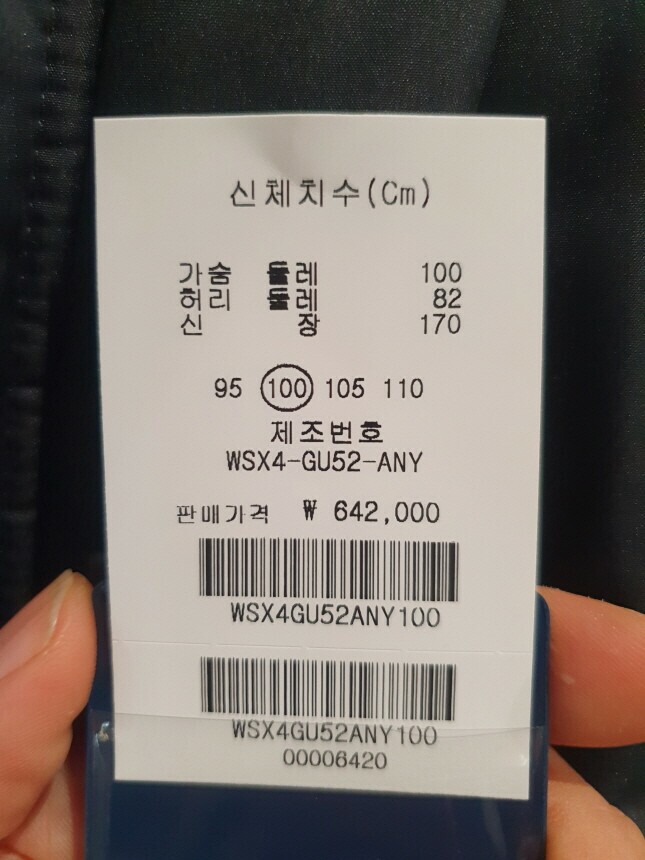 신체치수(Cm)
가슴 둘레 100
허리 둘레 82
신 장 170
95 100 105 110
제조번호
WSX4-GU52-ANY
판매가격 ₩ 642,000
WSX4GU52ANY100
WSX4GU52ANY100
00006420